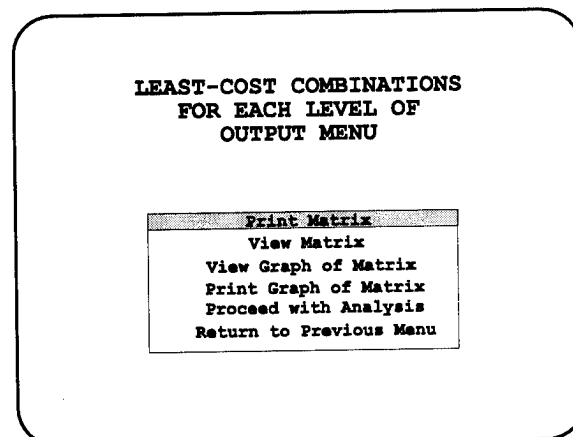 LEAST-COST COMBINATIONS
FOR EACH LEVEL OF
OUTPUT MENU
Print Matrix
View Matrix
View Graph of Matrix
Print Graph of Matrix
Proceed with Analysis
Return to Previous Menu